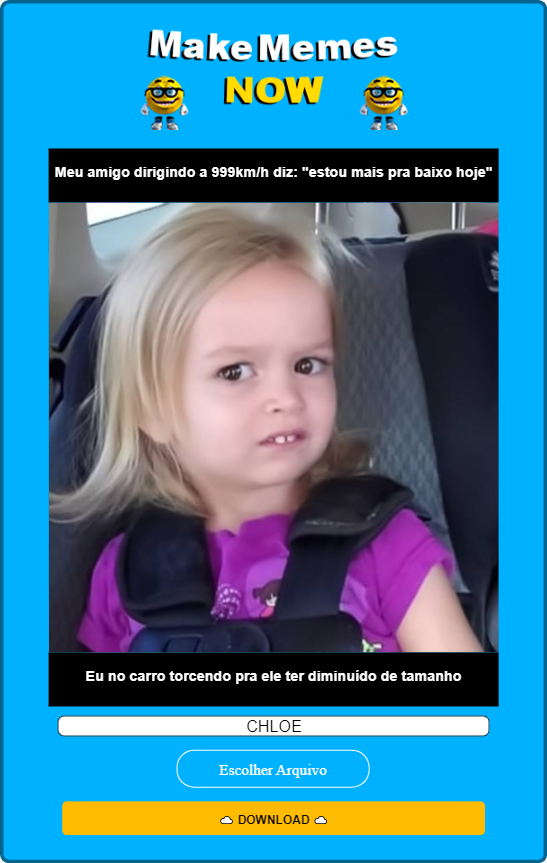 Make Memes
NOW
Meu amigo dirigindo a 999km/h diz: "estou mais pra baixo hoje"
Eu no carro torcendo pra ele ter diminuído de tamanho
CHLOE
Escolher Arquivo
DOWNLOAD